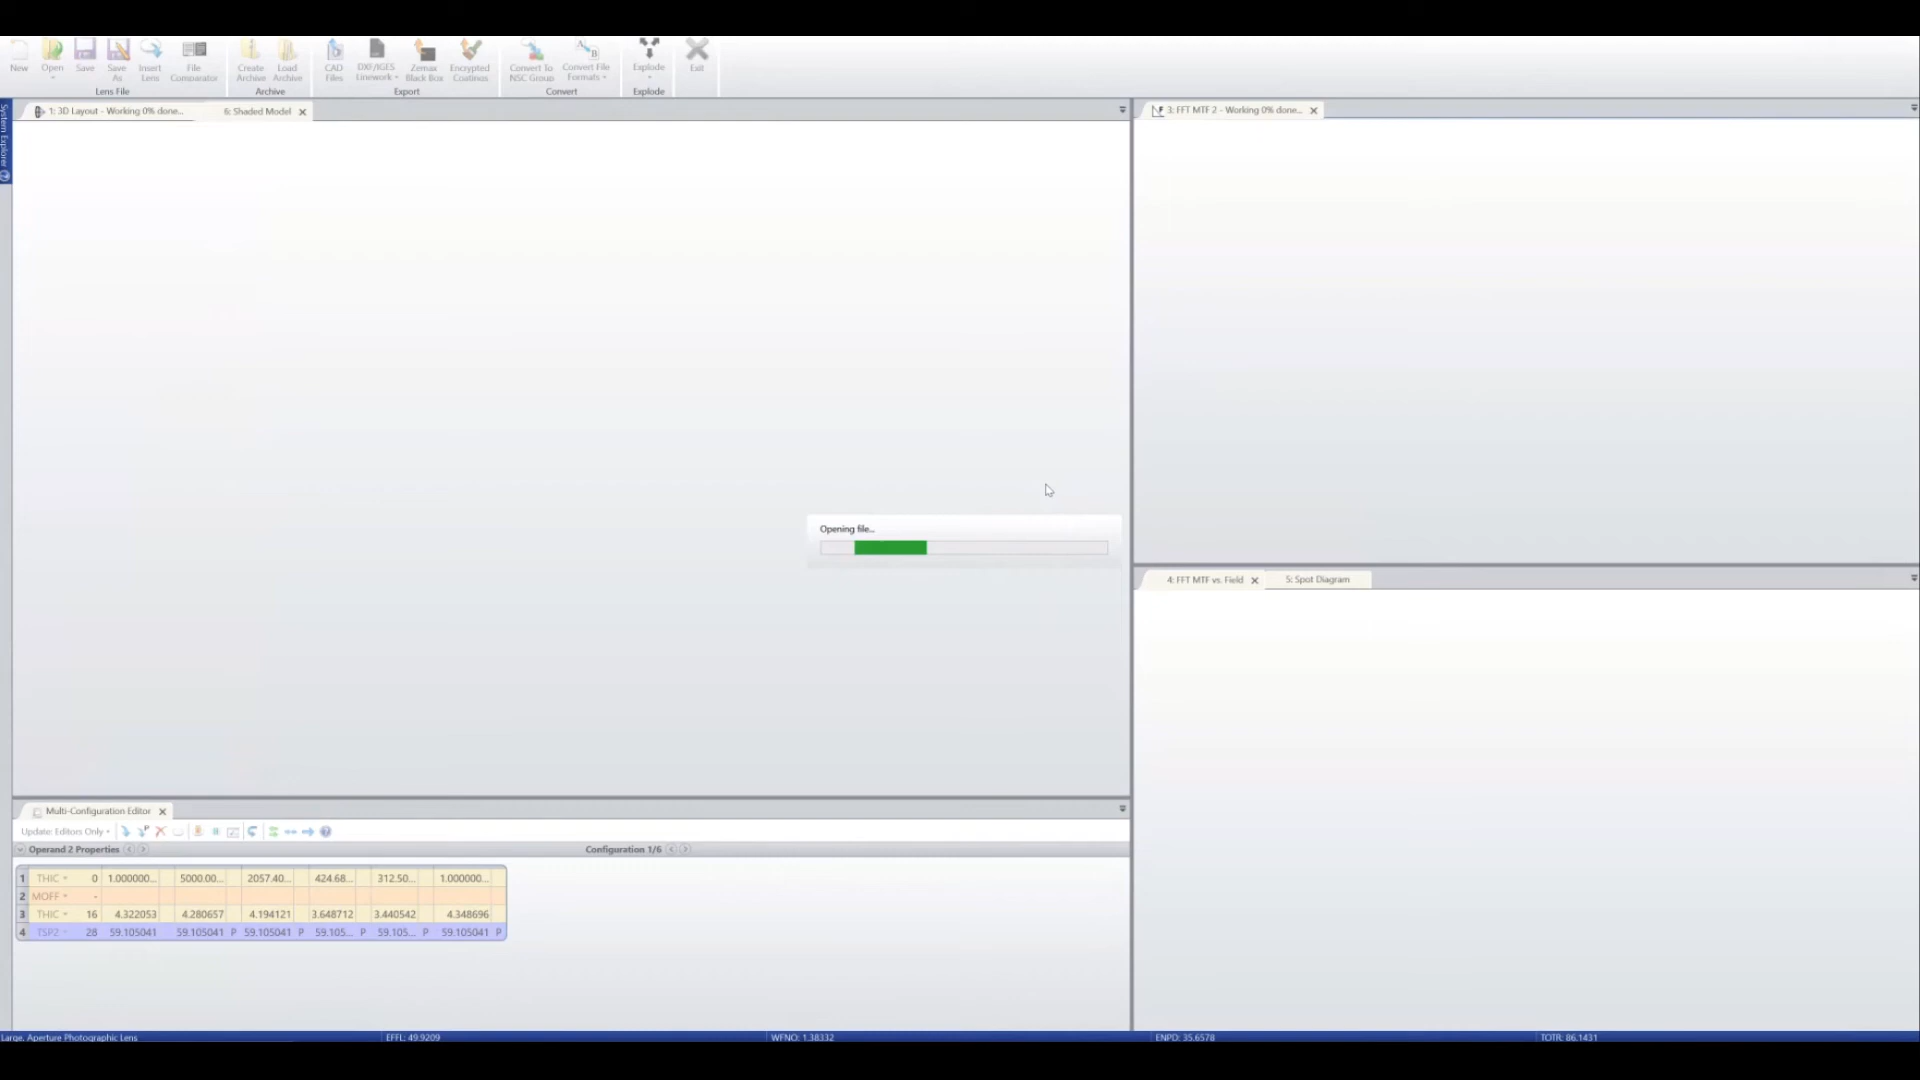 New Open Save Save As Insert Lens File Comparator Create Archive Load Archive CAD Files DXF/IGES Linework Zemax Black Box Encrypted Coatings Convert To NSC Group Convert File Formats Explode Exit
Lens File Archive Export Convert Explode
System Explorer
1: 3D Layout - Working 0% done... 6: Shaded Model
3: FFT MTF 2 - Working 0% done...
Opening file...
4: FFT MTF vs. Field 5: Spot Diagram
Multi-Configuration Editor
Update: Editors Only
Operand 2 Properties Configuration 1/6
1 THIC 0 1.000000... 5000.00... 2057.40... 424.68... 312.50... 1.000000...
2 MOFF -
3 THIC 16 4.322053 4.280657 4.194121 3.648712 3.440542 4.348696
4 TSP2 28 59.105041 59.105041 P 59.105041 P 59.105... P 59.105... P 59.105041 P
Large, Aperture Photographic Lens EFFL: 49.9209 WFNO: 1.38332 ENPD: 35.6578 TOTR: 86.1431